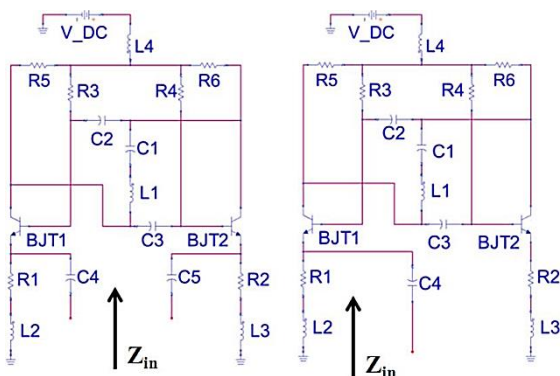 V_DC
L4
R5
R6
R3
R4
C2
C1
L1
C3
BJT1
BJT2
R1
C4
C5
R2
L2
L3
Zin
V_DC
L4
R5
R6
R3
R4
C2
C1
L1
C3
BJT1
BJT2
R1
C4
R2
L2
L3
Zin